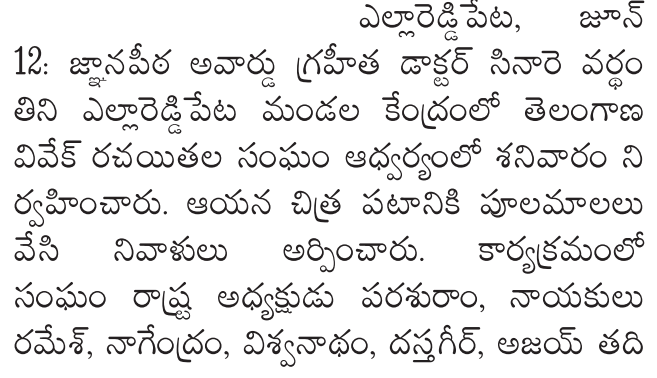 ఎల్లారెడ్డిపేట, జూన్
12: జ్ఞానపీఠ అవార్డు గ్రహీత డాక్టర్ సినారె వర్థం
తిని ఎల్లారెడ్డిపేట మండల కేంద్రంలో తెలంగాణ
వివేక్ రచయితల సంఘం ఆధ్వర్యంలో శనివారం ని
ర్వహించారు. ఆయన చిత్ర పటానికి పూలమాలలు
వేసి నివాళులు అర్పించారు. కార్యక్రమంలో
సంఘం రాష్ట్ర అధ్యక్షుడు పరశురాం, నాయకులు
రమేశ్, నాగేంద్రం, విశ్వనాథం, దస్తగీర్, అజయ్ తది